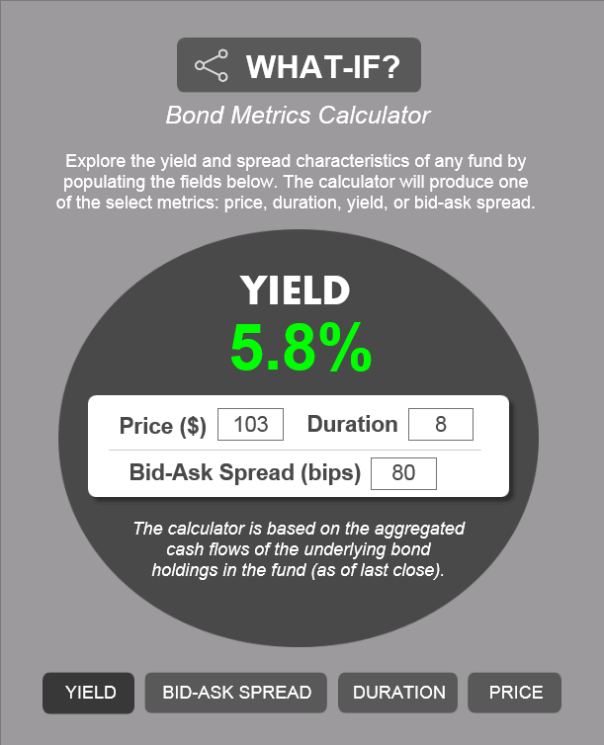 WHAT-IF?
Bond Metrics Calculator
Explore the yield and spread characteristics of any fund by
populating the fields below. The calculator will produce one
of the select metrics: price, duration, yield, or bid-ask spread.
YIELD
5.8%
Price ($) 103 Duration 8
Bid-Ask Spread (bips) 80
The calculator is based on the aggregated
cash flows of the underlying bond
holdings in the fund (as of last close).
YIELD BID-ASK SPREAD DURATION PRICE